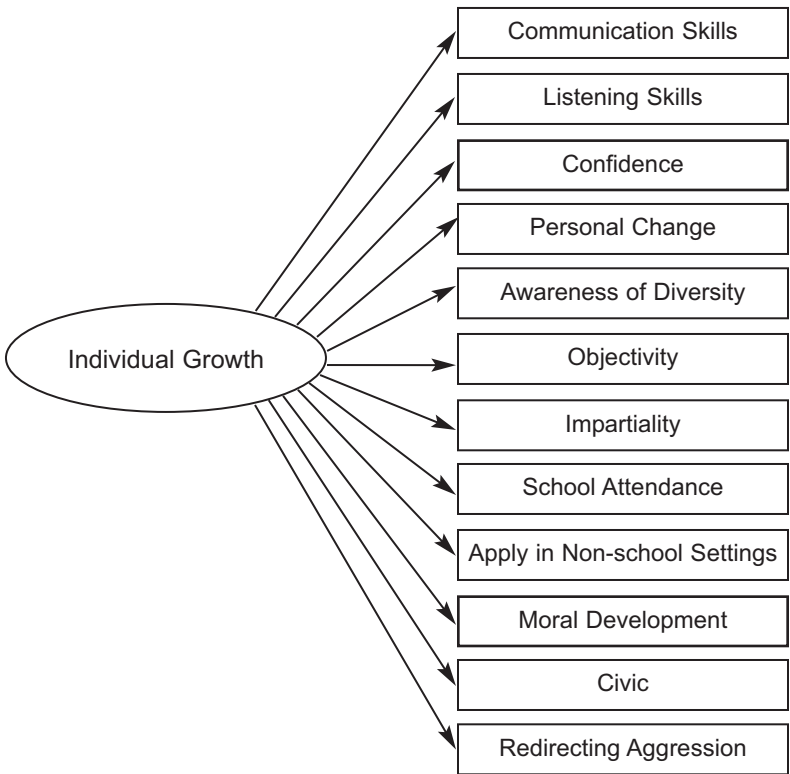 Communication Skills
Listening Skills
Confidence
Personal Change
Awareness of Diversity
Individual Growth
Objectivity
Impartiality
School Attendance
Apply in Non-school Settings
Moral Development
Civic
Redirecting Aggression